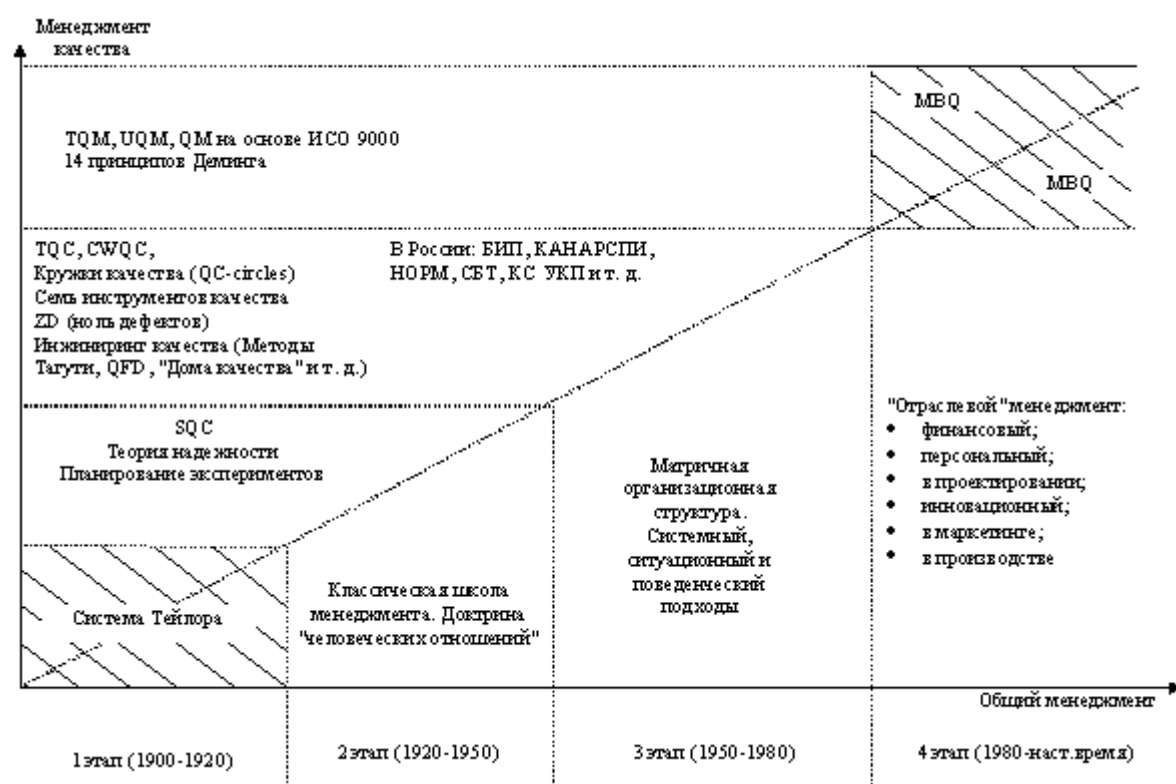 Менеджмент
качества
MBQ
TQM, UQM, QM на основе ИСО 9000
14 принципов Деминга
MBQ
TQC, CWQC,
Кружки качества (QC-circles)
Семь инструментов качества
ZD (ноль дефектов)
Инжиниринг качества (Методы
Тагути, QFD, "Дома качества" и т. д.)
В России: БИП, КАНАРСПИ,
НОРМ, СБТ, КС УКП и т. д.
SQC
Теория надежности
Планирование экспериментов
Матричная
организационная
структура.
Системный,
ситуационный и
поведенческий
подходы
"Отраслевой" менеджмент:
• финансовый;
• персональный;
• в проектировании;
• инновационный;
• в маркетинге;
• в производстве
Система Тейлора
Классическая школа
менеджмента. Доктрина
"человеческих отношений"
Общий менеджмент
1 этап (1900-1920)
2 этап (1920-1950)
3 этап (1950-1980)
4 этап (1980-наст.время)